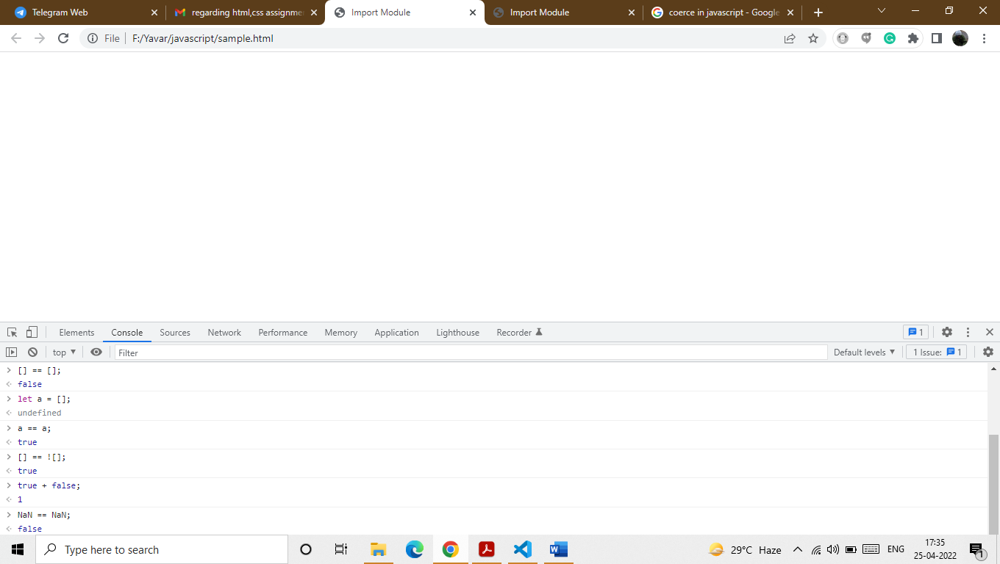 Telegram Web
regarding html,css assignme
Import Module
Import Module
coerce in javascript - Google
File
F:/Yavar/javascript/sample.html
Elements Console Sources Network Performance Memory Application Lighthouse Recorder 1
top Filter Default levels 1 Issue: 1
[] == [];
false
let a = [];
undefined
a == a;
true
[] == ![];
true
true + false;
1
NaN == NaN;
false
Type here to search
29°C Haze
ENG
17:35
25-04-2022
1